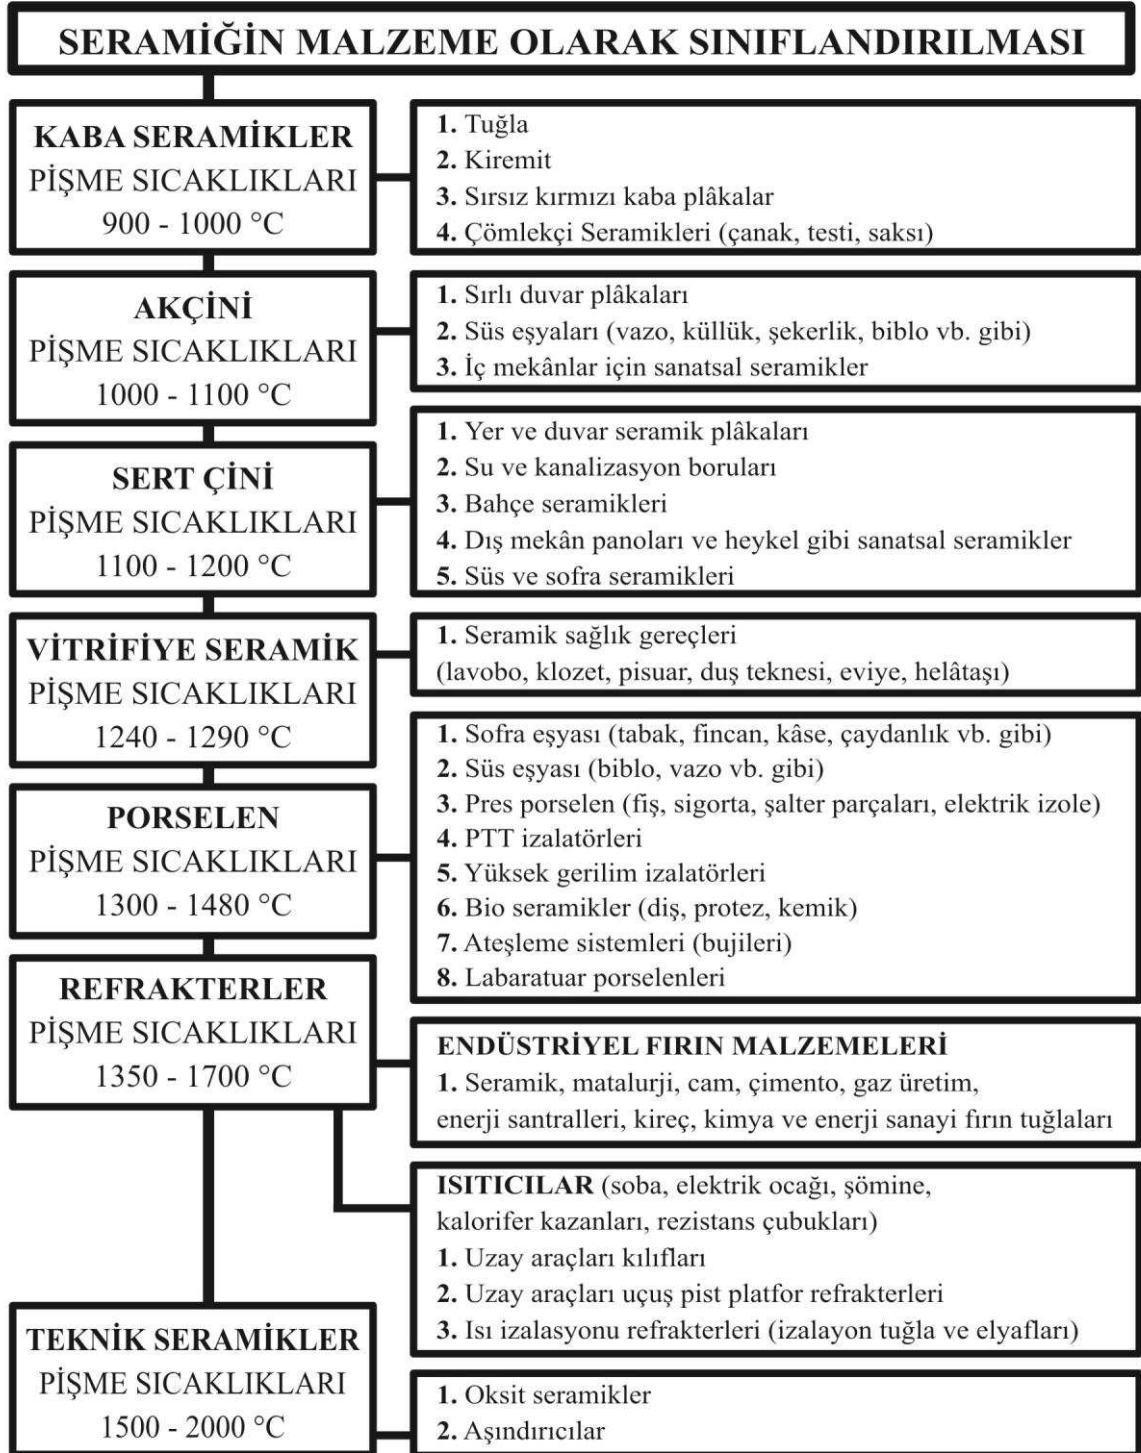 SERAMİĞİN MALZEME OLARAK SINIFLANDIRILMASI
KABA SERAMİKLER
PİŞME SICAKLIKLARI
900 - 1000 °C
1. Tuğla
2. Kiremit
3. Sırsız kırmızı kaba plâkalar
4. Çömlekçi Seramikleri (çanak, testi, saksı)
AKÇİNİ
PİŞME SICAKLIKLARI
1000 - 1100 °C
1. Sırlı duvar plâkaları
2. Süs eşyaları (vazo, küllük, şekerlik, biblo vb. gibi)
3. İç mekânlar için sanatsal seramikler
SERT ÇİNİ
PİŞME SICAKLIKLARI
1100 - 1200 °C
1. Yer ve duvar seramik plâkaları
2. Su ve kanalizasyon boruları
3. Bahçe seramikleri
4. Dış mekân panoları ve heykel gibi sanatsal seramikler
5. Süs ve sofra seramikleri
VİTRİFİYE SERAMİK
PİŞME SICAKLIKLARI
1240 - 1290 °C
1. Seramik sağlık gereçleri
(lavobo, klozet, pisuar, duş teknesi, eviye, helâtaşı)
PORSELEN
PİŞME SICAKLIKLARI
1300 - 1480 °C
1. Sofra eşyası (tabak, fincan, kâse, çaydanlık vb. gibi)
2. Süs eşyası (biblo, vazo vb. gibi)
3. Pres porselen (fiş, sigorta, şalter parçaları, elektrik izole)
4. PTT izalatörleri
5. Yüksek gerilim izalatörleri
6. Bio seramikler (diş, protez, kemik)
7. Ateşleme sistemleri (bujileri)
8. Labaratuar porselenleri
REFRAKTERLER
PİŞME SICAKLIKLARI
1350 - 1700 °C
ENDÜSTRİYEL FIRIN MALZEMELERİ
1. Seramik, matalurji, cam, çimento, gaz üretim,
enerji santralleri, kireç, kimya ve enerji sanayi fırın tuğlaları
ISITICILAR (soba, elektrik ocağı, şömine,
kalorifer kazanları, rezistans çubukları)
1. Uzay araçları kılıfları
2. Uzay araçları uçuş pist platfor refrakterleri
3. Isı izalasyonu refrakterleri (izalayon tuğla ve elyafları)
TEKNİK SERAMİKLER
PİŞME SICAKLIKLARI
1500 - 2000 °C
1. Oksit seramikler
2. Aşındırıcılar